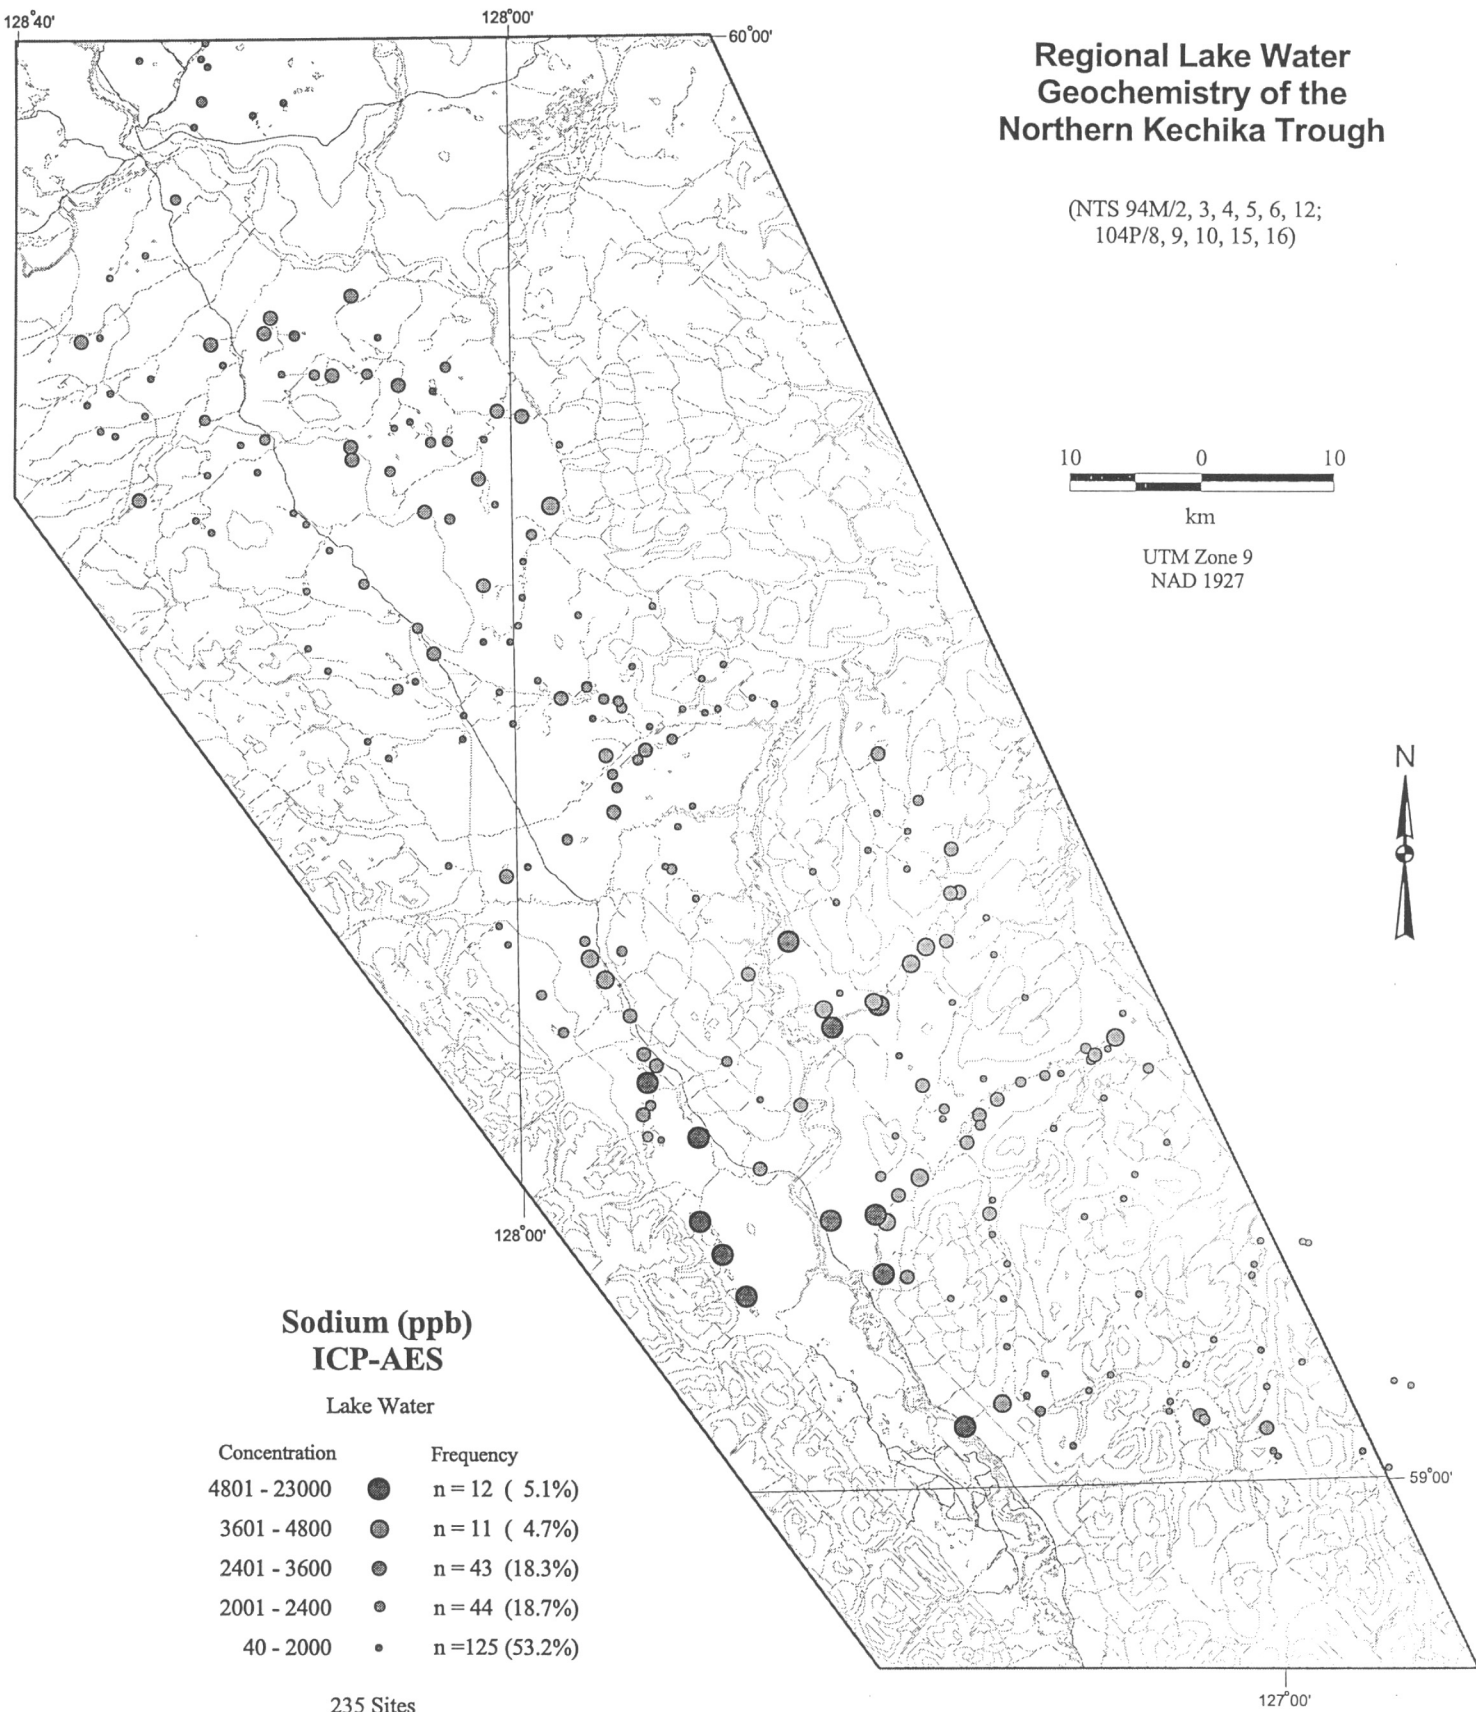 128°40'
128°00'
60°00'
Regional Lake Water
Geochemistry of the
Northern Kechika Trough
(NTS 94M/2, 3, 4, 5, 6, 12;
104P/8, 9, 10, 15, 16)
10 0 10
km
UTM Zone 9
NAD 1927
N
128°00'
Sodium (ppb)
ICP-AES
Lake Water
Concentration Frequency
4801 - 23000 n = 12 ( 5.1%)
3601 - 4800 n = 11 ( 4.7%)
2401 - 3600 n = 43 (18.3%)
2001 - 2400 n = 44 (18.7%)
40 - 2000 n =125 (53.2%)
235 Sites
59°00'
127°00'